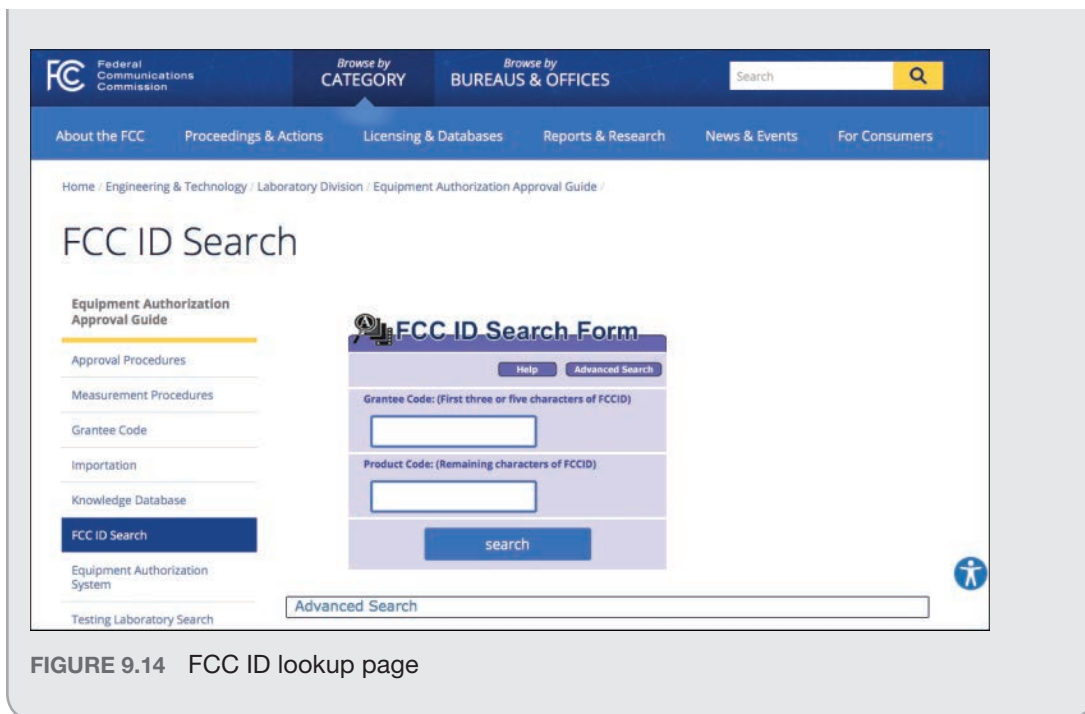 FCC Federal
Communications
Commission
Browse by
CATEGORY
Browse by
BUREAUS & OFFICES
Search
About the FCC Proceedings & Actions Licensing & Databases Reports & Research News & Events For Consumers
Home / Engineering & Technology / Laboratory Division / Equipment Authorization Approval Guide /
FCC ID Search
Equipment Authorization
Approval Guide
Approval Procedures
Measurement Procedures
Grantee Code
Importation
Knowledge Database
FCC ID Search
Equipment Authorization
System
Testing Laboratory Search
FCC ID Search Form
Help Advanced Search
Grantee Code: (First three or five characters of FCCID)
Product Code: (Remaining characters of FCCID)
search
Advanced Search
FIGURE 9.14 FCC ID lookup page